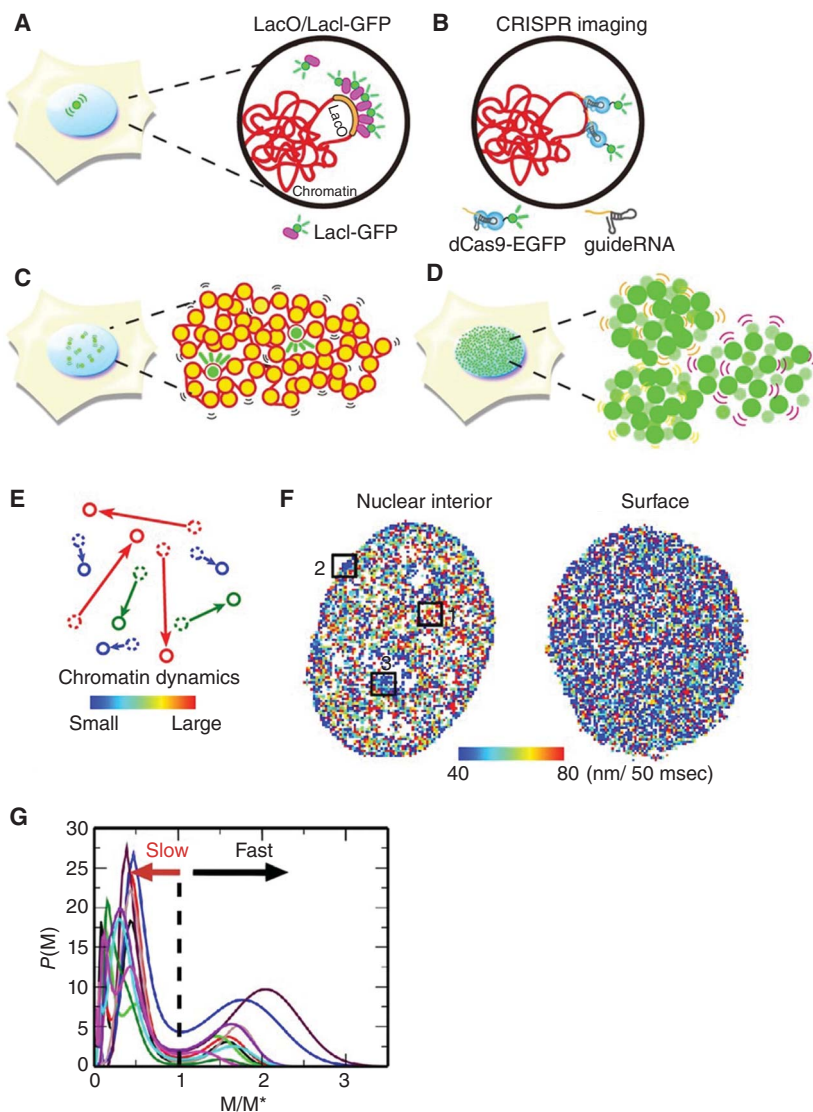 A
LacO/LacI-GFP
LacO
Chromatin
LacI-GFP
B
CRISPR imaging
dCas9-EGFP
guideRNA
C
D
E
Chromatin dynamics
Small
Large
F
Nuclear interior
Surface
2
1
3
40
80 (nm/ 50 msec)
G
30
25
20
15
10
5
0
P(M)
Slow
Fast
0
1
2
3
M/M*